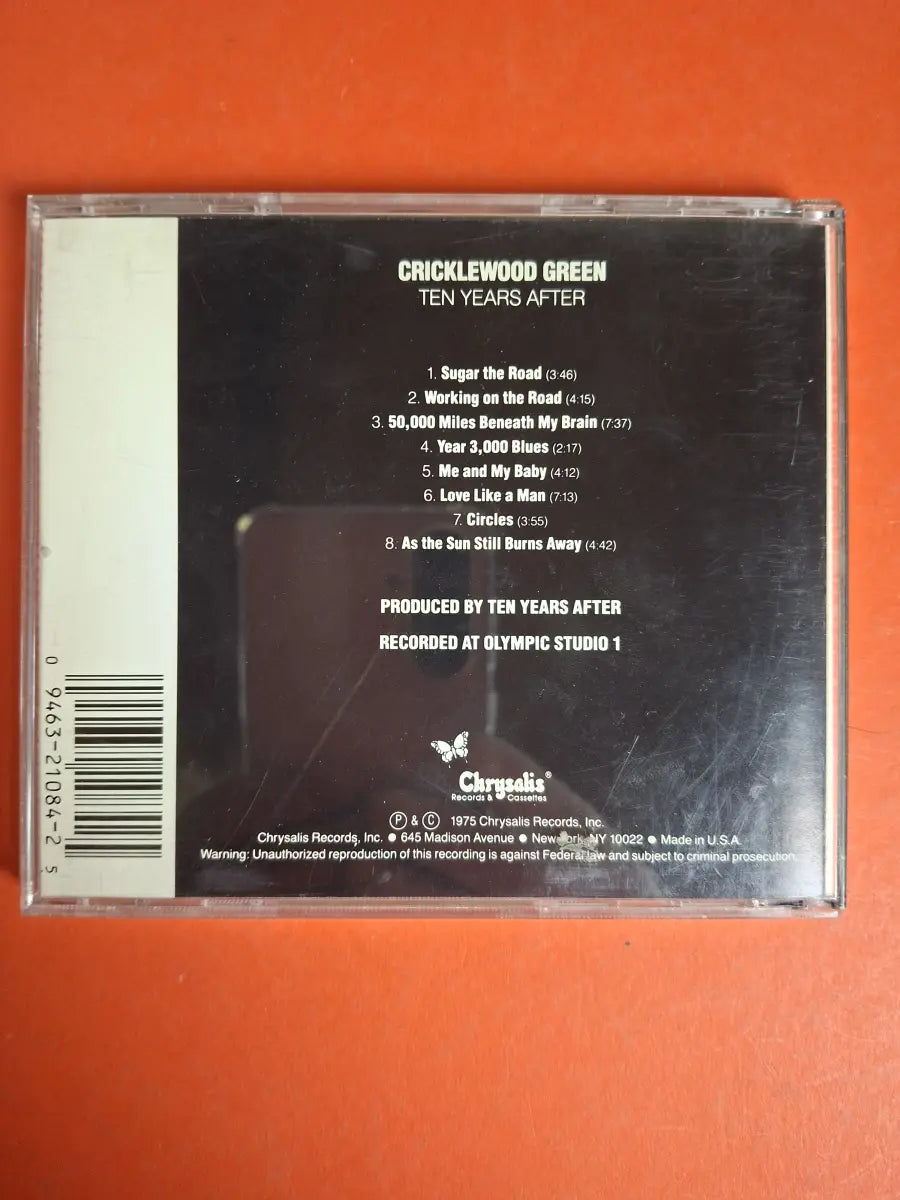 CRICKLEWOOD GREEN
TEN YEARS AFTER
1. Sugar the Road (3:46)
2. Working on the Road (4:15)
3. 50,000 Miles Beneath My Brain (7:37)
4. Year 3,000 Blues (2:17)
5. Me and My Baby (4:12)
6. Love Like a Man (7:13)
7. Circles (3:55)
8. As the Sun Still Burns Away (4:42)
PRODUCED BY TEN YEARS AFTER
RECORDED AT OLYMPIC STUDIO 1
Chrysalis®
Records & Cassettes
Ⓟ & Ⓒ 1975 Chrysalis Records, Inc.
Chrysalis Records, Inc. ● 645 Madison Avenue ● New York, NY 10022 ● Made in U.S.A.
Warning: Unauthorized reproduction of this recording is against Federal law and subject to criminal prosecution.
0 9463-21084-2 5